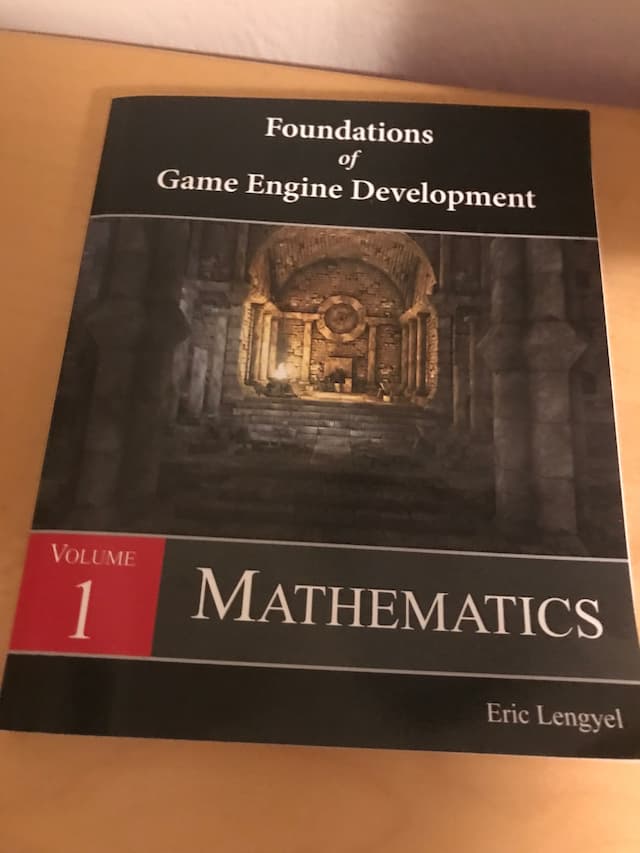 Foundations
of
Game Engine Development
VOLUME
1
MATHEMATICS
Eric Lengyel